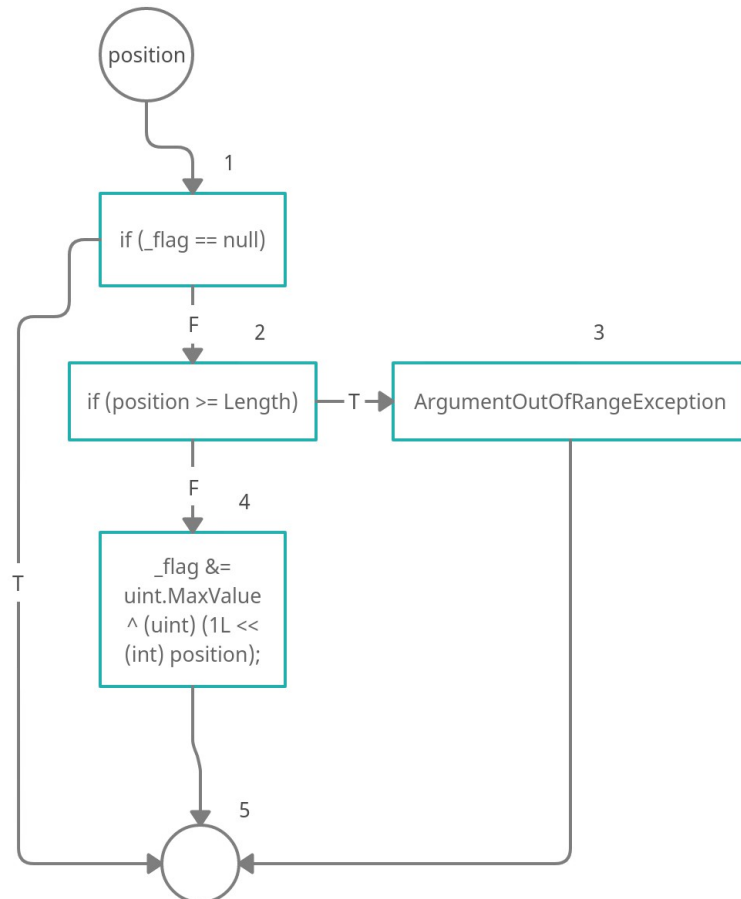 position
1
if (_flag == null)
F
2
3
if (position >= Length)
T
ArgumentOutOfRangeException
F
4
_flag &=
uint.MaxValue
^ (uint) (1L <<
(int) position);
T
5